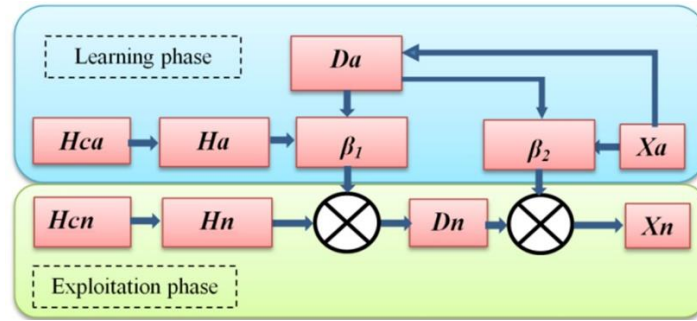 Learning phase
Da
Hca
Ha
β1
β2
Xa
Hcn
Hn
Dn
Xn
Exploitation phase